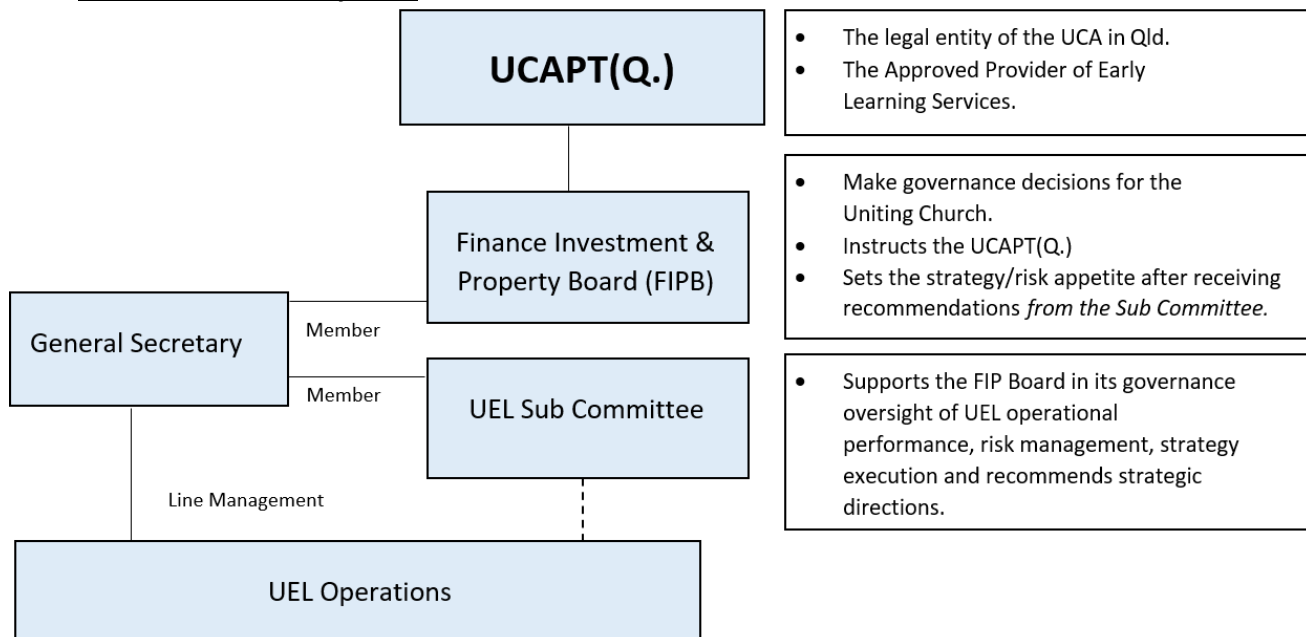 UCAPT(Q.)
• The legal entity of the UCA in Qld.
• The Approved Provider of Early
Learning Services.
Finance Investment &
Property Board (FIPB)
• Make governance decisions for the
Uniting Church.
• Instructs the UCAPT(Q.)
• Sets the strategy/risk appetite after receiving
recommendations from the Sub Committee.
General Secretary
Member
Member
UEL Sub Committee
• Supports the FIP Board in its governance
oversight of UEL operational
performance, risk management, strategy
execution and recommends strategic
directions.
Line Management
UEL Operations